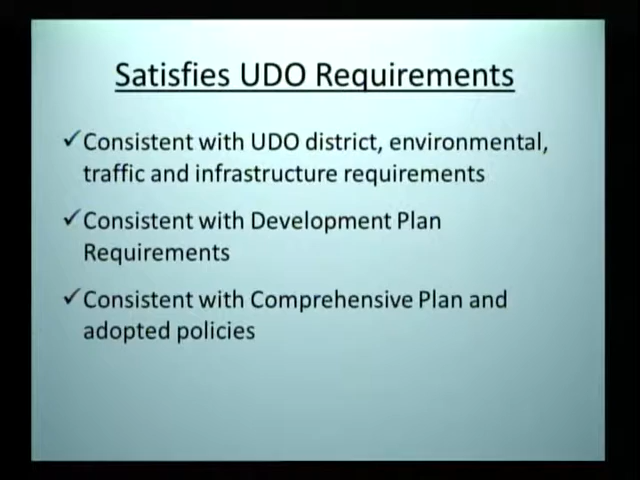 Satisfies UDO Requirements
✓Consistent with UDO district, environmental,
traffic and infrastructure requirements
✓Consistent with Development Plan
Requirements
✓Consistent with Comprehensive Plan and
adopted policies